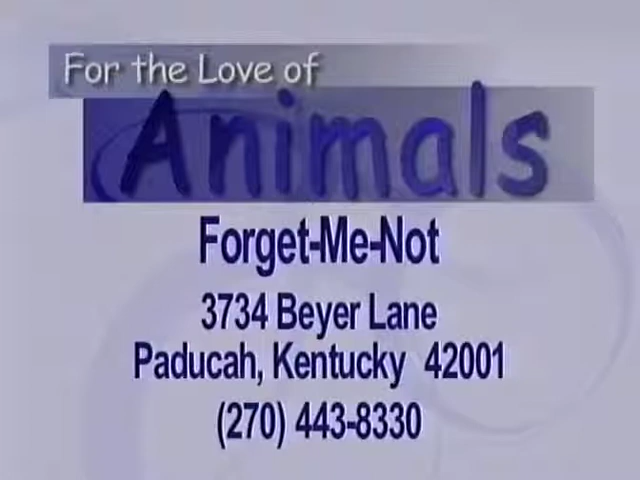 For the Love of
Animals
Forget-Me-Not
3734 Beyer Lane
Paducah, Kentucky 42001
(270) 443-8330